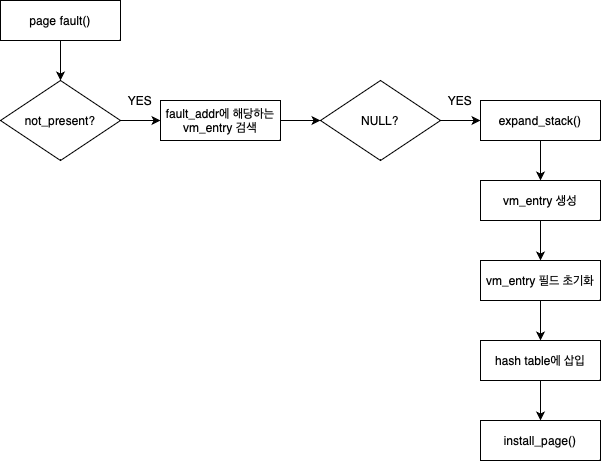 page fault()
not_present?
YES
fault_addr에 해당하는
vm_entry 검색
NULL?
YES
expand_stack()
vm_entry 생성
vm_entry 필드 초기화
hash table에 삽입
install_page()